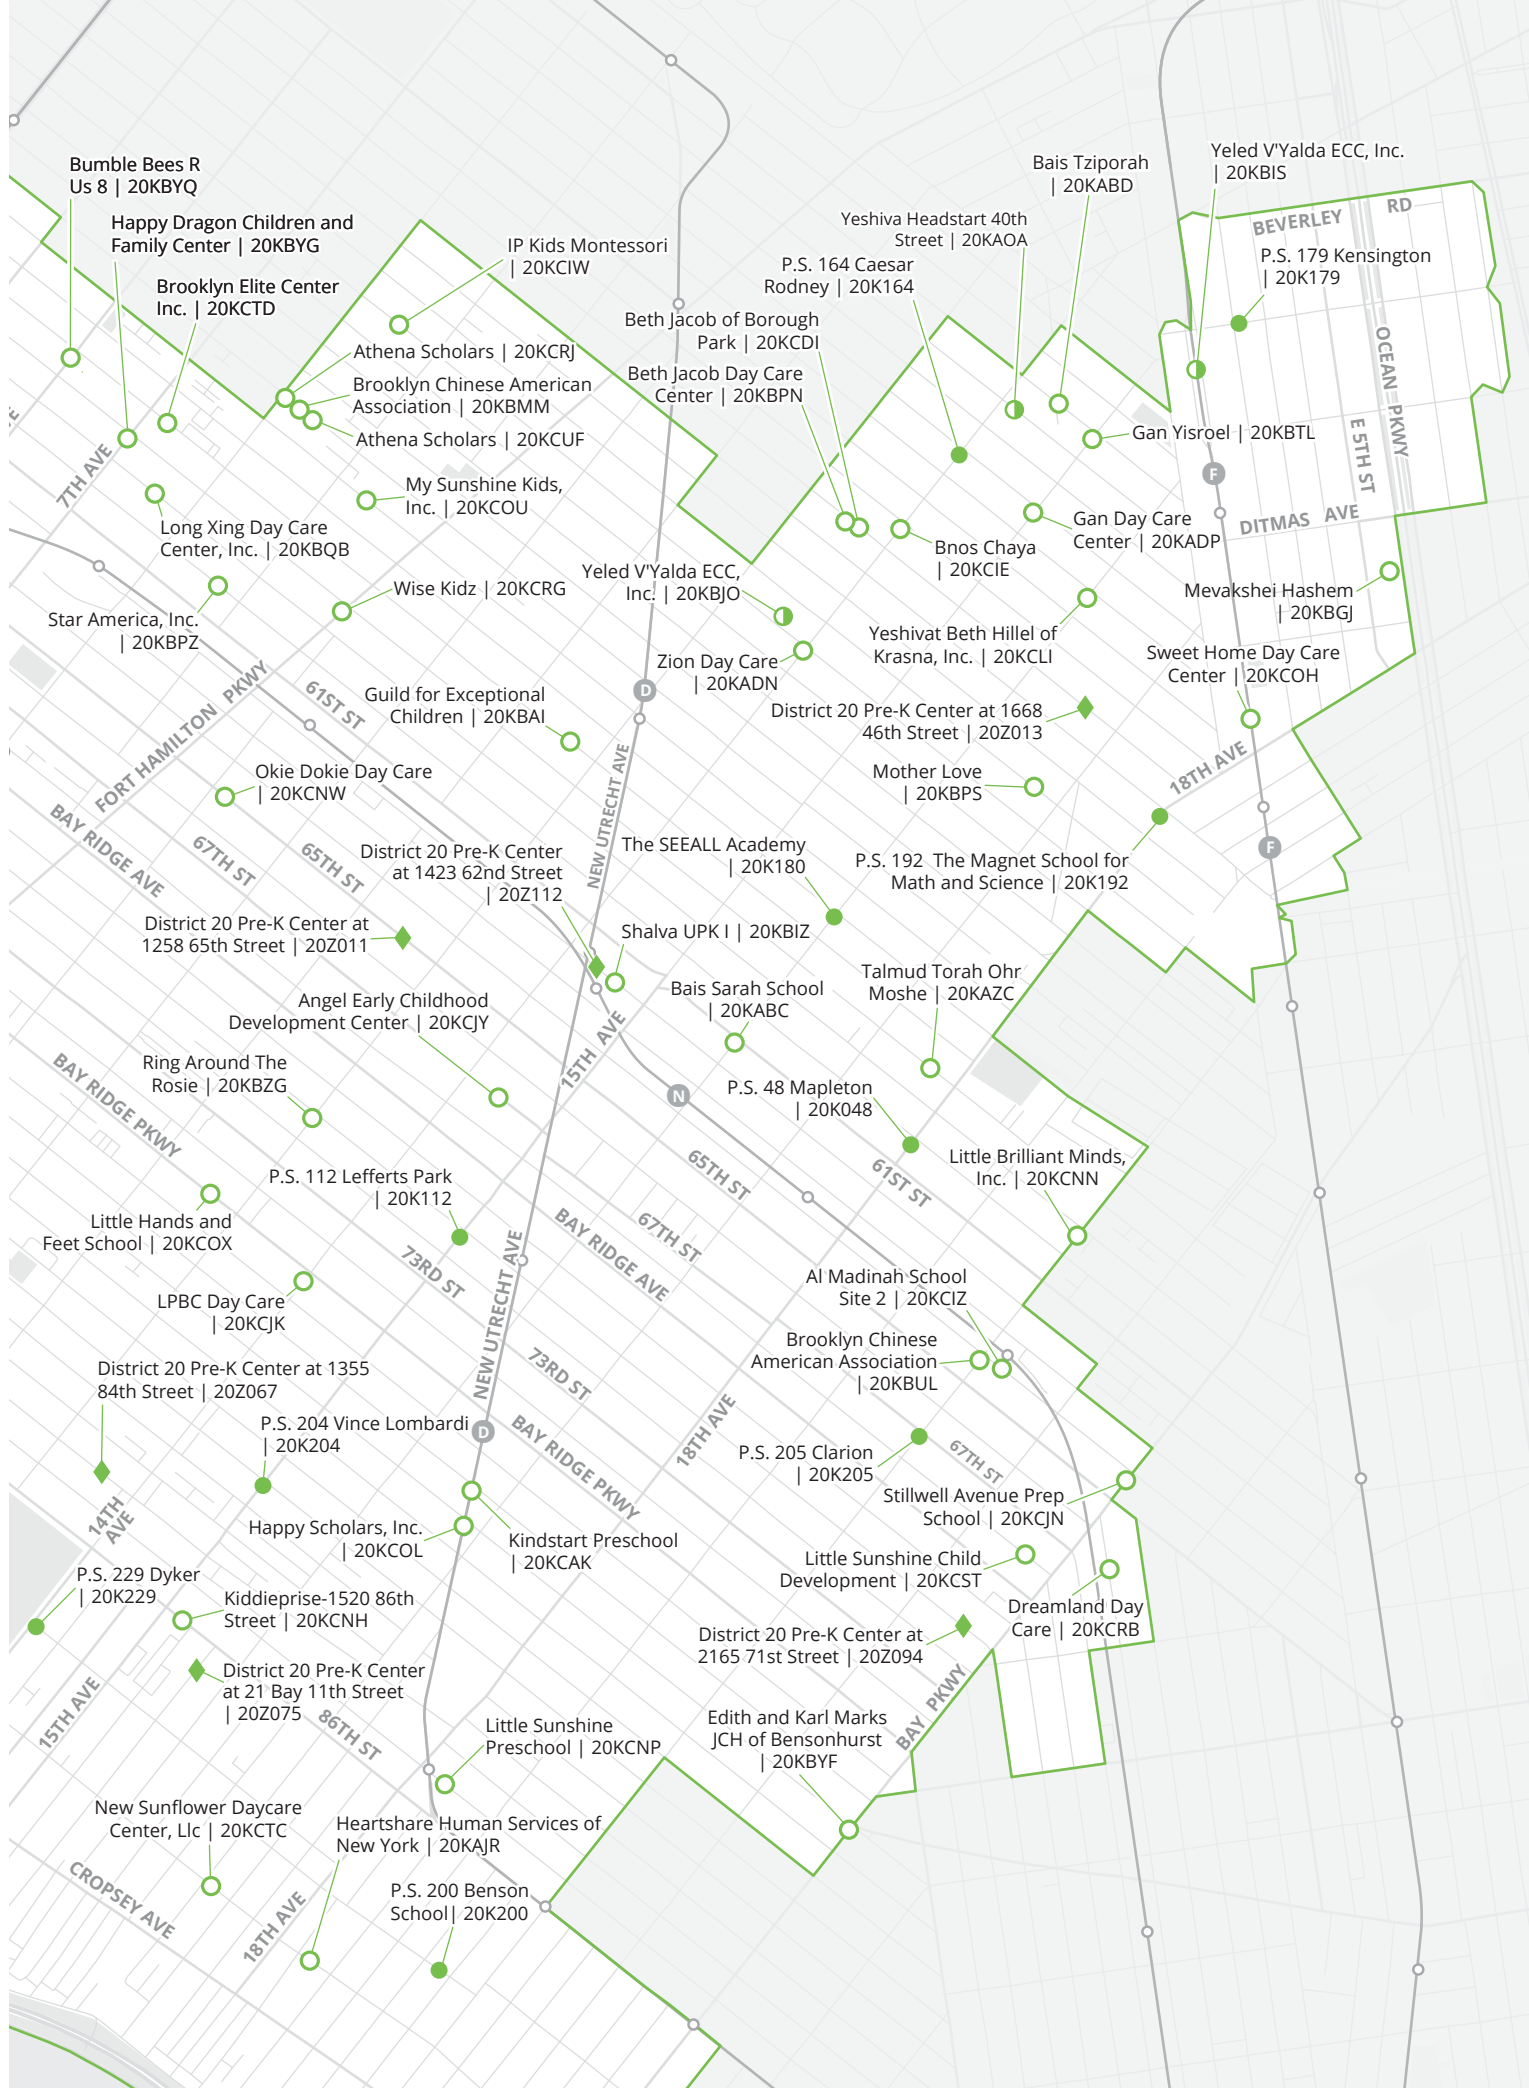 Bumble Bees R
Us 8 | 20KBYQ
Happy Dragon Children and
Family Center | 20KBYG
Brooklyn Elite Center
Inc. | 20KCTD
IP Kids Montessori
| 20KCIW
Athena Scholars | 20KCRJ
Brooklyn Chinese American
Association | 20KBMM
Athena Scholars | 20KCUF
My Sunshine Kids,
Inc. | 20KCOU
Long Xing Day Care
Center, Inc. | 20KBQB
Star America, Inc.
| 20KBPZ
Wise Kidz | 20KCRG
7TH AVE
Bais Tziporah
| 20KABD
Yeled V'Yalda ECC, Inc.
| 20KBIS
Yeshiva Headstart 40th
Street | 20KAOA
P.S. 164 Caesar
Rodney | 20K164
Beth Jacob of Borough
Park | 20KCDI
Beth Jacob Day Care
Center | 20KBPN
BEVERLEY RD
P.S. 179 Kensington
| 20K179
OCEAN PKWY
E 5TH ST
Gan Yisroel | 20KBTL
F
DITMAS AVE
Gan Day Care
Center | 20KADP
Bnos Chaya
| 20KCIE
Yeled V'Yalda ECC,
Inc. | 20KBJO
Mevakshei Hashem
| 20KBGJ
Yeshivat Beth Hillel of
Krasna, Inc. | 20KCLI
Sweet Home Day Care
Center | 20KCOH
Zion Day Care
| 20KADN
D
District 20 Pre-K Center at 1668
46th Street | 20Z013
Guild for Exceptional
Children | 20KBAI
61ST ST
FORT HAMILTON PKWY
Okie Dokie Day Care
| 20KCNW
Mother Love
| 20KBPS
18TH AVE
NEW UTRECHT AVE
BAY RIDGE AVE
67TH ST
65TH ST
District 20 Pre-K Center
at 1423 62nd Street
| 20Z112
The SEEALL Academy
| 20K180
P.S. 192 The Magnet School for
Math and Science | 20K192
F
District 20 Pre-K Center at
1258 65th Street | 20Z011
Shalva UPK I | 20KBIZ
Talmud Torah Ohr
Moshe | 20KAZC
Bais Sarah School
| 20KABC
Angel Early Childhood
Development Center | 20KCJY
15TH AVE
N
Ring Around The
Rosie | 20KBZG
BAY RIDGE PKWY
P.S. 48 Mapleton
| 20K048
Little Brilliant Minds,
Inc. | 20KCNN
61ST ST
65TH ST
67TH ST
BAY RIDGE AVE
P.S. 112 Lefferts Park
| 20K112
Little Hands and
Feet School | 20KCOX
73RD ST
NEW UTRECHT AVE
LPBC Day Care
| 20KCJK
Al Madinah School
Site 2 | 20KCIZ
Brooklyn Chinese
American Association
| 20KBUL
73RD ST
District 20 Pre-K Center at 1355
84th Street | 20Z067
P.S. 204 Vince Lombardi
| 20K204
D
BAY RIDGE PKWY
18TH AVE
P.S. 205 Clarion
| 20K205
67TH ST
Stillwell Avenue Prep
School | 20KCJN
14TH
AVE
Happy Scholars, Inc.
| 20KCOL
Kindstart Preschool
| 20KCAK
Little Sunshine Child
Development | 20KCST
P.S. 229 Dyker
| 20K229
Kiddieprise-1520 86th
Street | 20KCNH
Dreamland Day
Care | 20KCRB
District 20 Pre-K Center at
2165 71st Street | 20Z094
District 20 Pre-K Center
at 21 Bay 11th Street
| 20Z075
15TH AVE
86TH ST
BAY PKWY
Little Sunshine
Preschool | 20KCNP
Edith and Karl Marks
JCH of Bensonhurst
| 20KBYF
New Sunflower Daycare
Center, Llc | 20KCTC
Heartshare Human Services of
New York | 20KAJR
P.S. 200 Benson
School| 20K200
CROPSEY AVE
18TH AVE